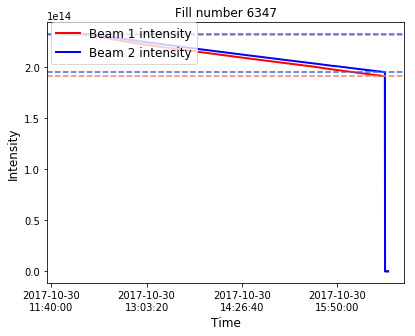 Fill number 6347
1e14
Beam 1 intensity
Beam 2 intensity
2.0
1.5
1.0
0.5
0.0
Intensity
2017-10-30
11:40:00
2017-10-30
13:03:20
2017-10-30
14:26:40
2017-10-30
15:50:00
Time